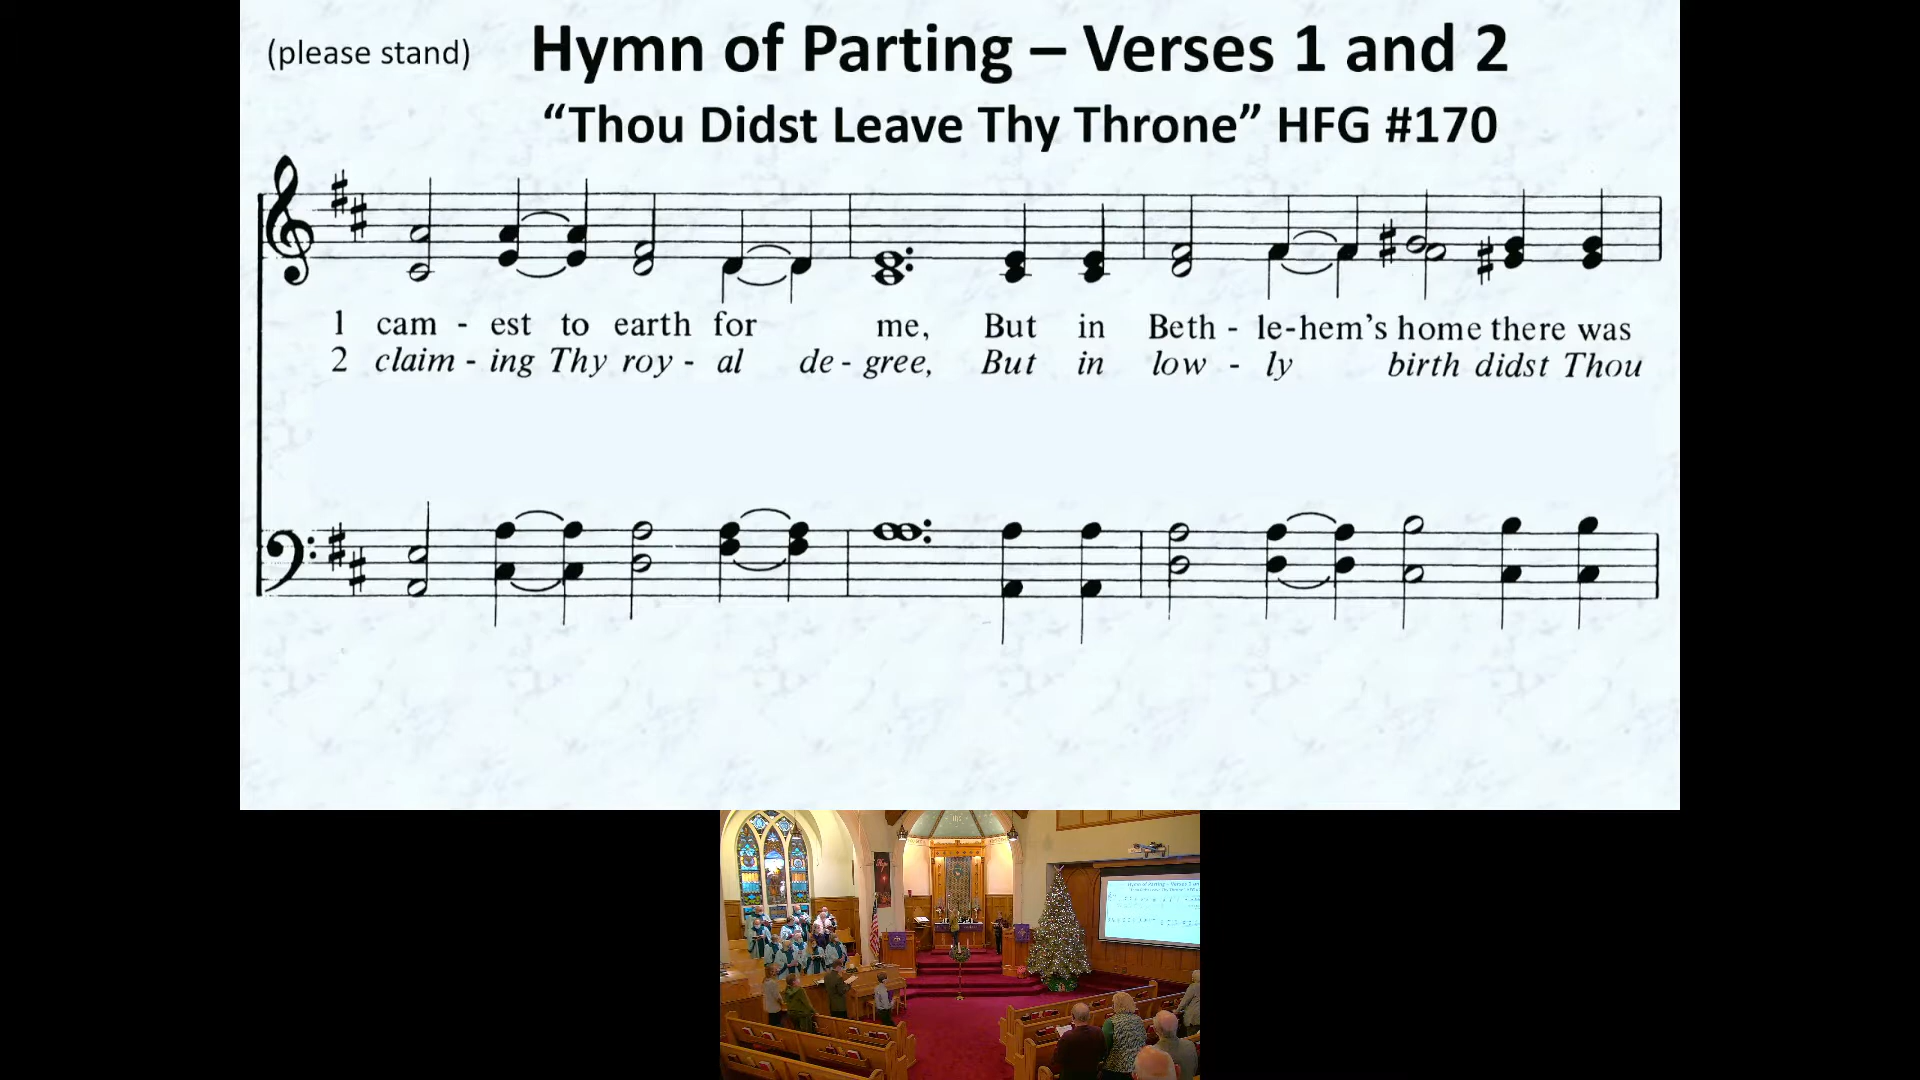 (please stand)
Hymn of Parting – Verses 1 and 2
“Thou Didst Leave Thy Throne” HFG #170
1 cam - est to earth for me, But in Beth - le-hem’s home there was
2 claim - ing Thy roy - al de - gree, But in low - ly birth didst Thou
Hope
IHS